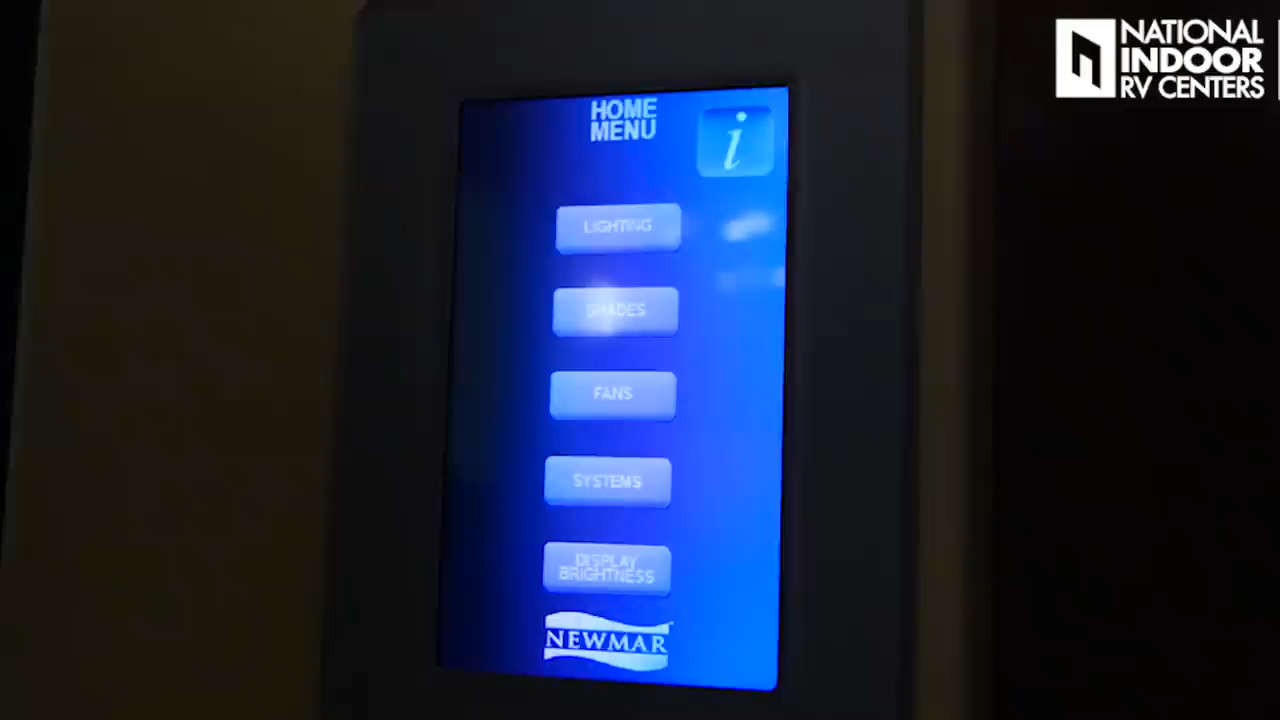 NATIONAL
INDOOR
RV CENTERS
HOME
MENU
i
LIGHTING
SHADES
FANS
SYSTEMS
DISPLAY
BRIGHTNESS
NEWMAR